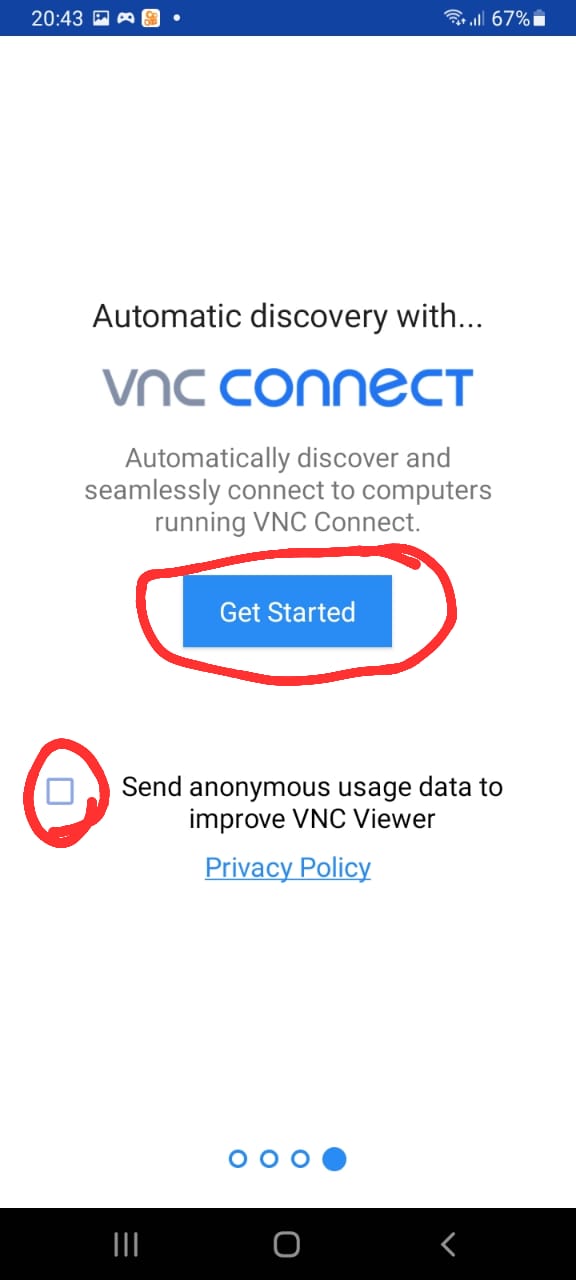 20:43 67%
Automatic discovery with...
vnc connect
Automatically discover and
seamlessly connect to computers
running VNC Connect.
Get Started
Send anonymous usage data to
improve VNC Viewer
Privacy Policy